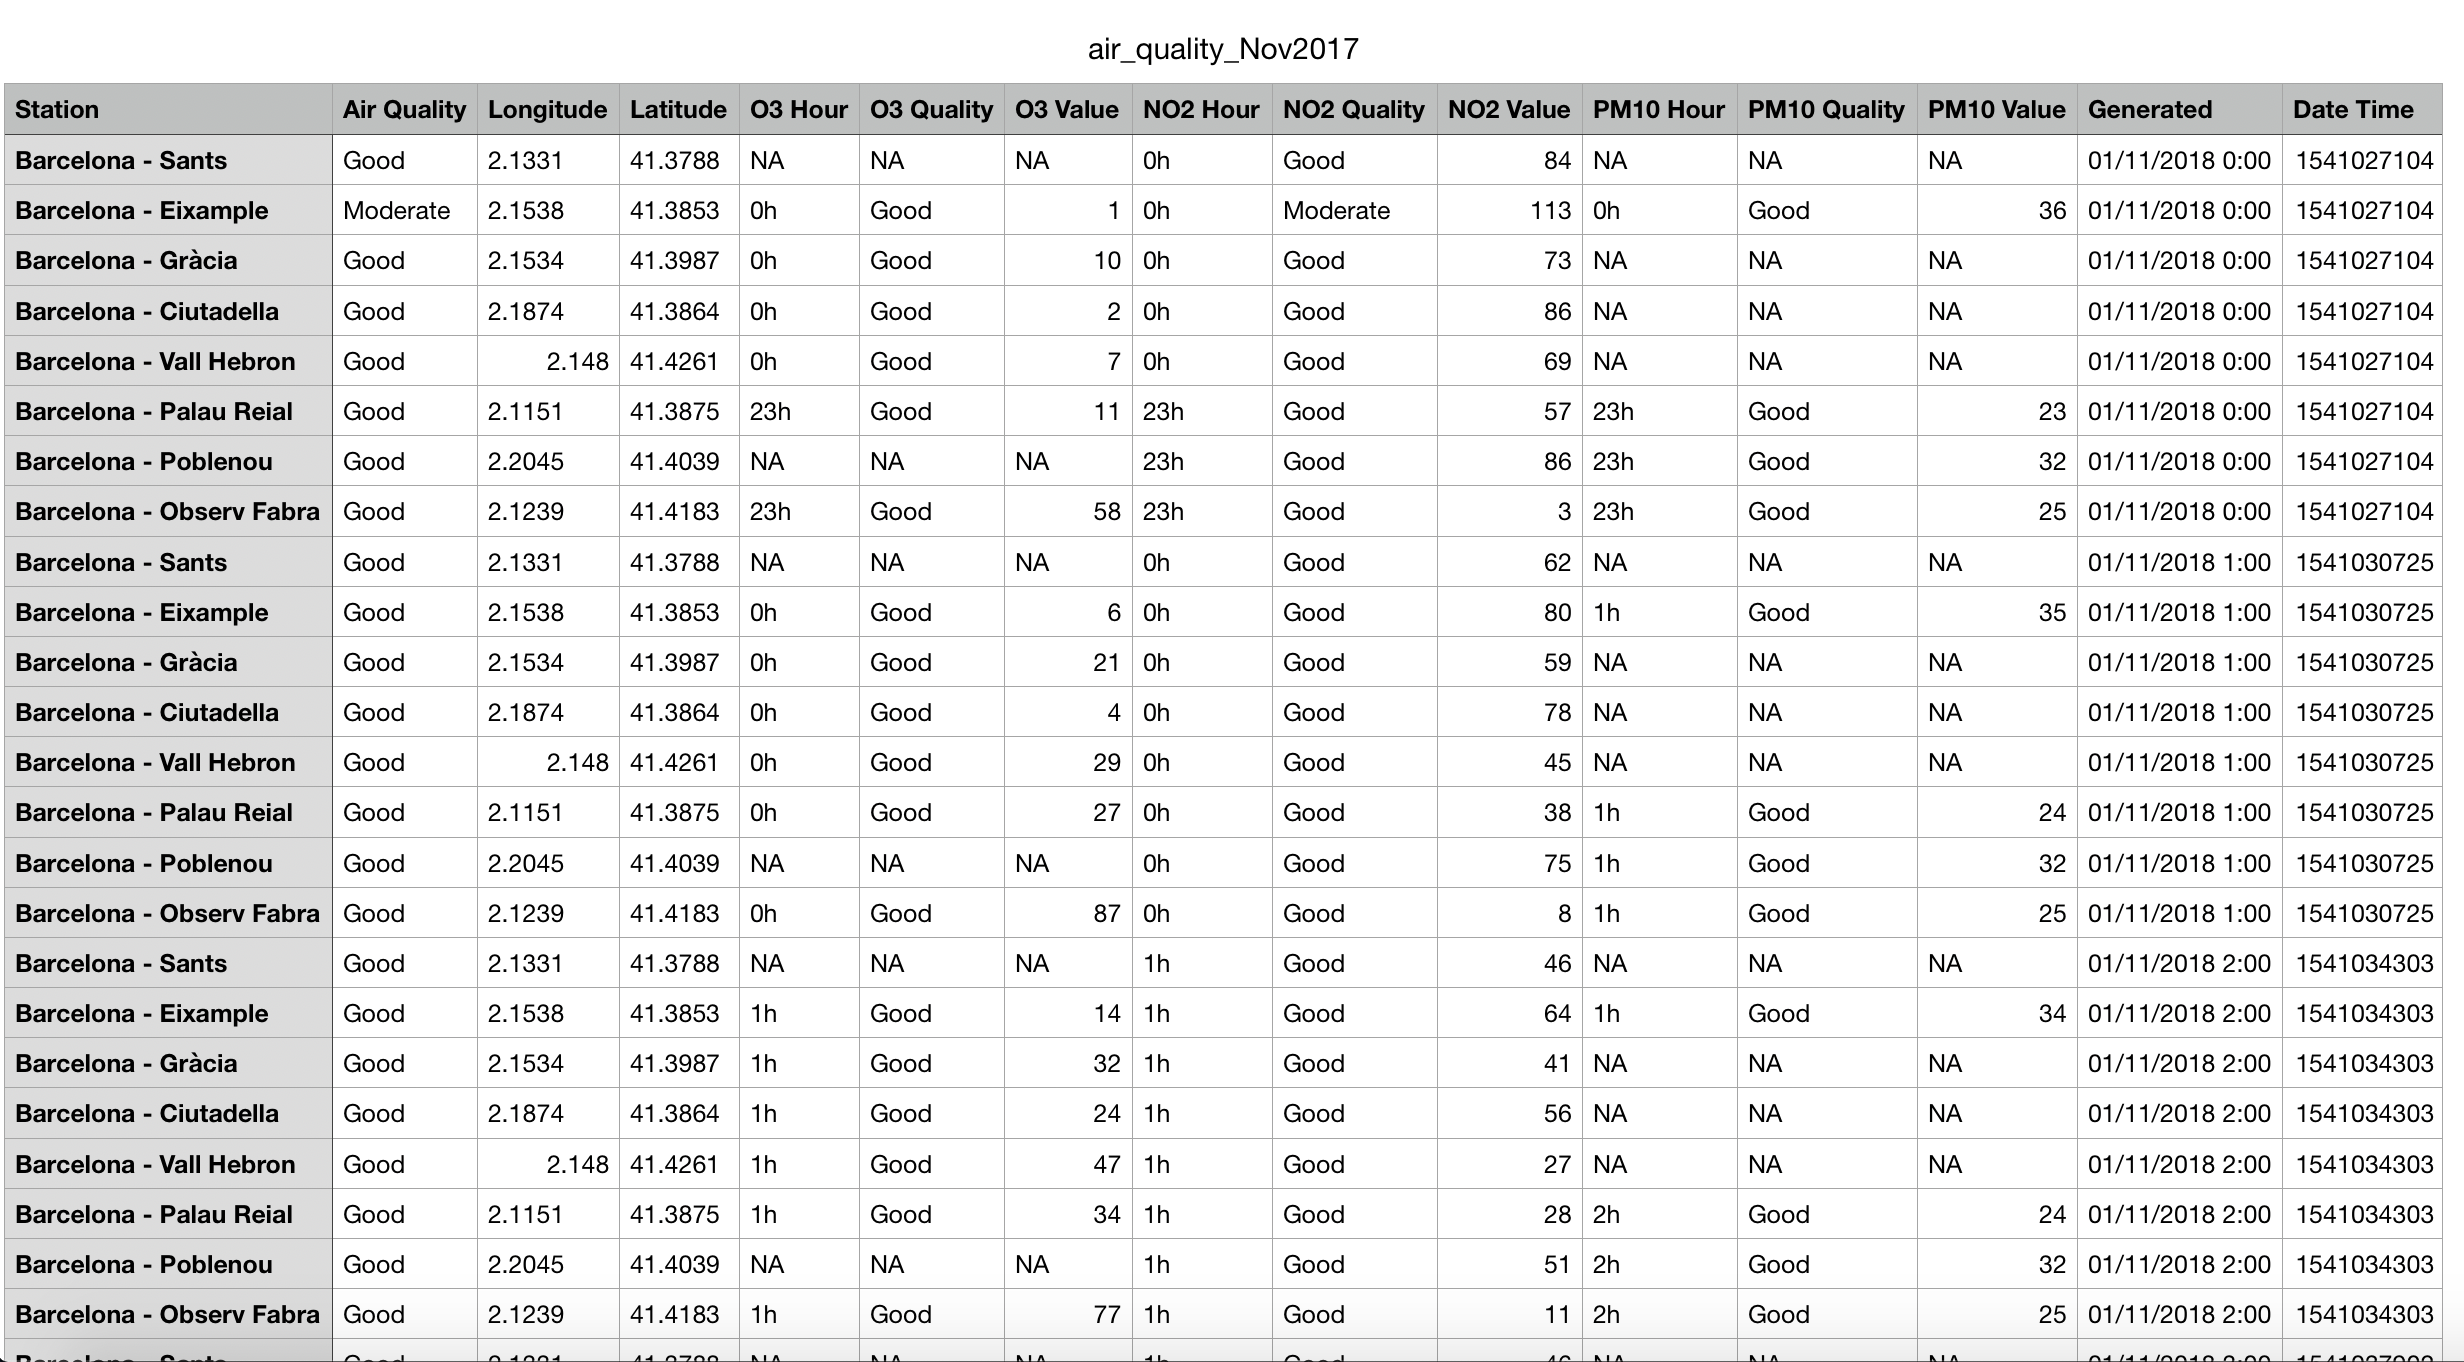 air_quality_Nov2017
Station Air Quality Longitude Latitude O3 Hour O3 Quality O3 Value NO2 Hour NO2 Quality NO2 Value PM10 Hour PM10 Quality PM10 Value Generated Date Time
Barcelona - Sants Good 2.1331 41.3788 NA NA NA 0h Good 84 NA NA NA 01/11/2018 0:00 1541027104
Barcelona - Eixample Moderate 2.1538 41.3853 0h Good 1 0h Moderate 113 0h Good 36 01/11/2018 0:00 1541027104
Barcelona - Gràcia Good 2.1534 41.3987 0h Good 10 0h Good 73 NA NA NA 01/11/2018 0:00 1541027104
Barcelona - Ciutadella Good 2.1874 41.3864 0h Good 2 0h Good 86 NA NA NA 01/11/2018 0:00 1541027104
Barcelona - Vall Hebron Good 2.148 41.4261 0h Good 7 0h Good 69 NA NA NA 01/11/2018 0:00 1541027104
Barcelona - Palau Reial Good 2.1151 41.3875 23h Good 11 23h Good 57 23h Good 23 01/11/2018 0:00 1541027104
Barcelona - Poblenou Good 2.2045 41.4039 NA NA NA 23h Good 86 23h Good 32 01/11/2018 0:00 1541027104
Barcelona - Observ Fabra Good 2.1239 41.4183 23h Good 58 23h Good 3 23h Good 25 01/11/2018 0:00 1541027104
Barcelona - Sants Good 2.1331 41.3788 NA NA NA 0h Good 62 NA NA NA 01/11/2018 1:00 1541030725
Barcelona - Eixample Good 2.1538 41.3853 0h Good 6 0h Good 80 1h Good 35 01/11/2018 1:00 1541030725
Barcelona - Gràcia Good 2.1534 41.3987 0h Good 21 0h Good 59 NA NA NA 01/11/2018 1:00 1541030725
Barcelona - Ciutadella Good 2.1874 41.3864 0h Good 4 0h Good 78 NA NA NA 01/11/2018 1:00 1541030725
Barcelona - Vall Hebron Good 2.148 41.4261 0h Good 29 0h Good 45 NA NA NA 01/11/2018 1:00 1541030725
Barcelona - Palau Reial Good 2.1151 41.3875 0h Good 27 0h Good 38 1h Good 24 01/11/2018 1:00 1541030725
Barcelona - Poblenou Good 2.2045 41.4039 NA NA NA 0h Good 75 1h Good 32 01/11/2018 1:00 1541030725
Barcelona - Observ Fabra Good 2.1239 41.4183 0h Good 87 0h Good 8 1h Good 25 01/11/2018 1:00 1541030725
Barcelona - Sants Good 2.1331 41.3788 NA NA NA 1h Good 46 NA NA NA 01/11/2018 2:00 1541034303
Barcelona - Eixample Good 2.1538 41.3853 1h Good 14 1h Good 64 1h Good 34 01/11/2018 2:00 1541034303
Barcelona - Gràcia Good 2.1534 41.3987 1h Good 32 1h Good 41 NA NA NA 01/11/2018 2:00 1541034303
Barcelona - Ciutadella Good 2.1874 41.3864 1h Good 24 1h Good 56 NA NA NA 01/11/2018 2:00 1541034303
Barcelona - Vall Hebron Good 2.148 41.4261 1h Good 47 1h Good 27 NA NA NA 01/11/2018 2:00 1541034303
Barcelona - Palau Reial Good 2.1151 41.3875 1h Good 34 1h Good 28 2h Good 24 01/11/2018 2:00 1541034303
Barcelona - Poblenou Good 2.2045 41.4039 NA NA NA 1h Good 51 2h Good 32 01/11/2018 2:00 1541034303
Barcelona - Observ Fabra Good 2.1239 41.4183 1h Good 77 1h Good 11 2h Good 25 01/11/2018 2:00 1541034303